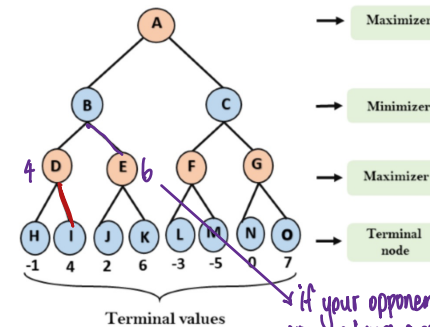 A
Maximizer
B
C
Minimizer
4
D
E
6
F
G
Maximizer
H
I
J
K
L
M
N
O
Terminal
node
-1
4
2
6
-3
-5
0
7
if your opponen
Terminal values